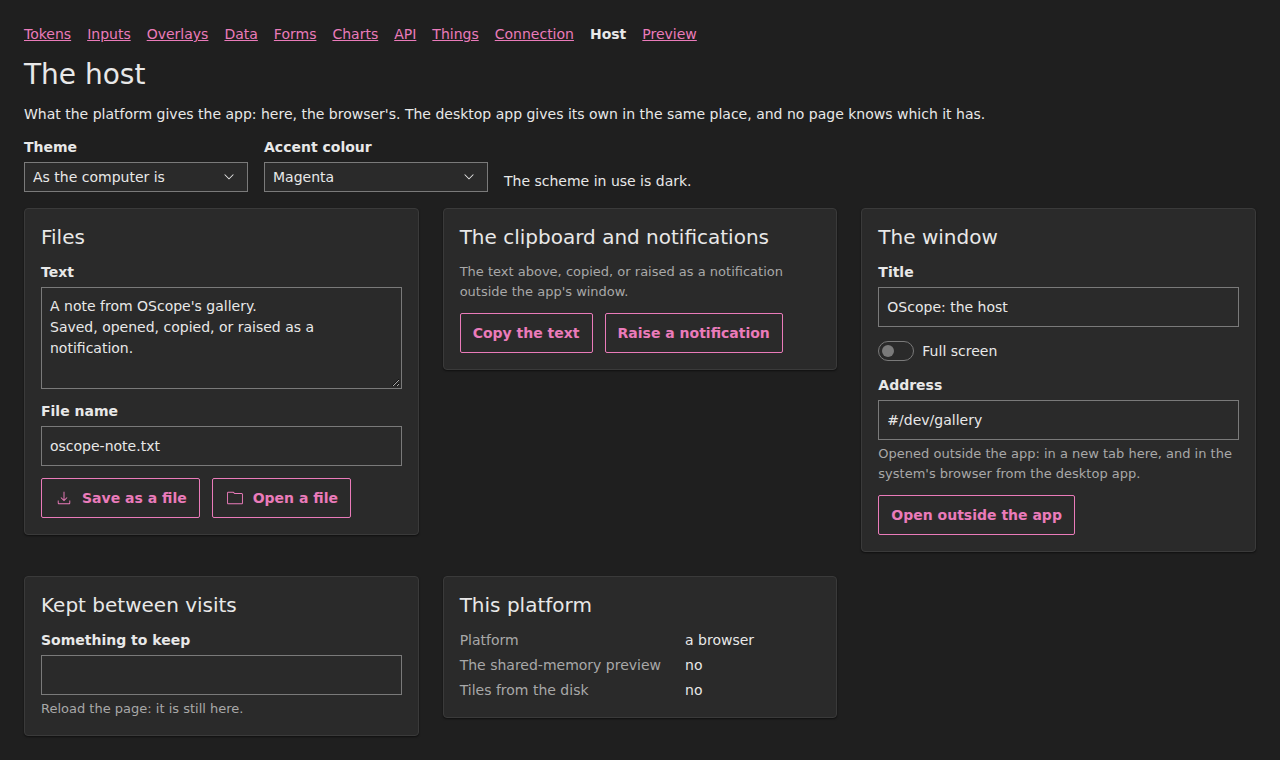 Tokens Inputs Overlays Data Forms Charts API Things Connection Host Preview
The host
What the platform gives the app: here, the browser's. The desktop app gives its own in the same place, and no page knows which it has.
Theme
As the computer is
Accent colour
Magenta
The scheme in use is dark.
Files
Text
A note from OScope's gallery.
Saved, opened, copied, or raised as a
notification.
File name
oscope-note.txt
Save as a file
Open a file
The clipboard and notifications
The text above, copied, or raised as a notification
outside the app's window.
Copy the text
Raise a notification
The window
Title
OScope: the host
Full screen
Address
#/dev/gallery
Opened outside the app: in a new tab here, and in the
system's browser from the desktop app.
Open outside the app
Kept between visits
Something to keep
Reload the page: it is still here.
This platform
Platform a browser
The shared-memory preview no
Tiles from the disk no